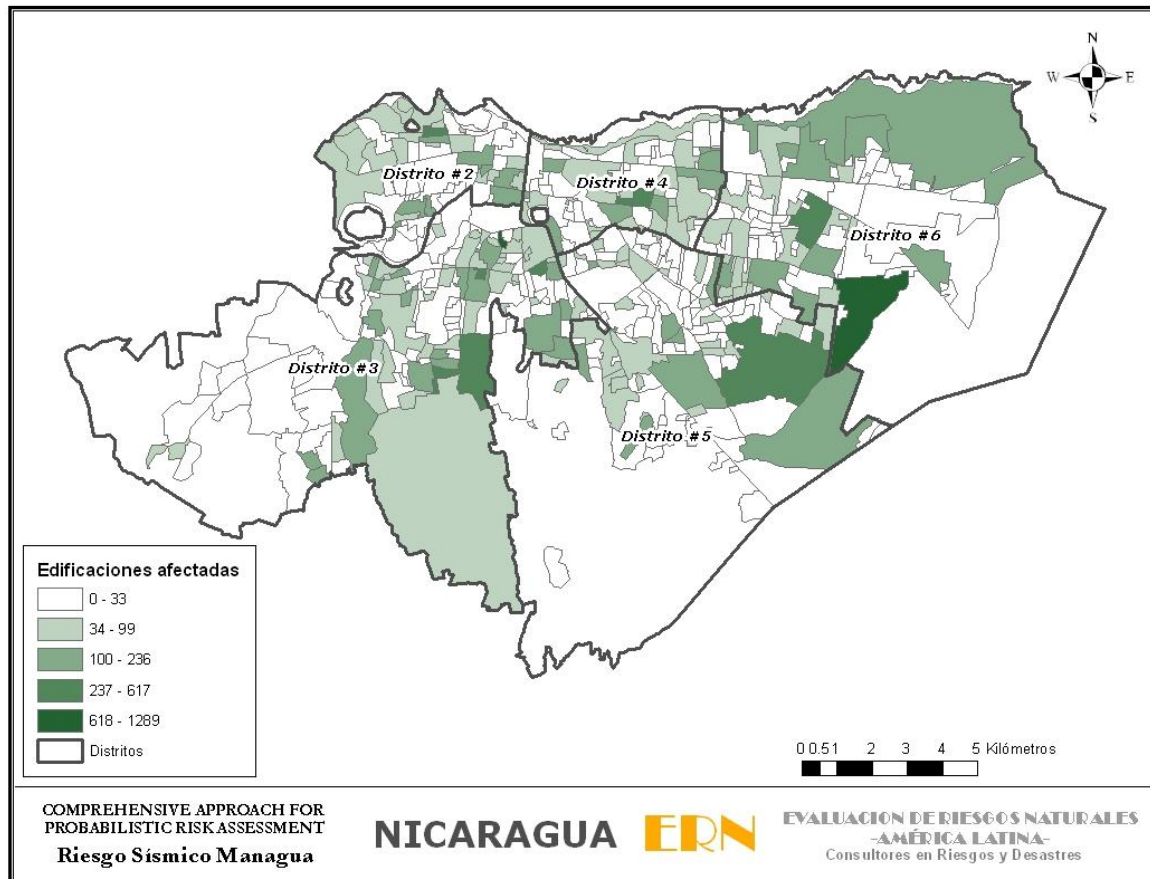 N
W E
S
Distrito #2
Distrito #4
Distrito #6
Distrito #3
Distrito #5
Edificaciones afectadas
0 - 33
34 - 99
100 - 236
237 - 617
618 - 1289
Distritos
0 0.5 1 2 3 4 5 Kilómetros
COMPREHENSIVE APPROACH FOR
PROBABILISTIC RISK ASSESSMENT
Riesgo Sísmico Managua
NICARAGUA
ERN
EVALUACION DE RIESGOS NATURALES
-AMÉRICA LATINA-
Consultores en Riesgos y Desastres